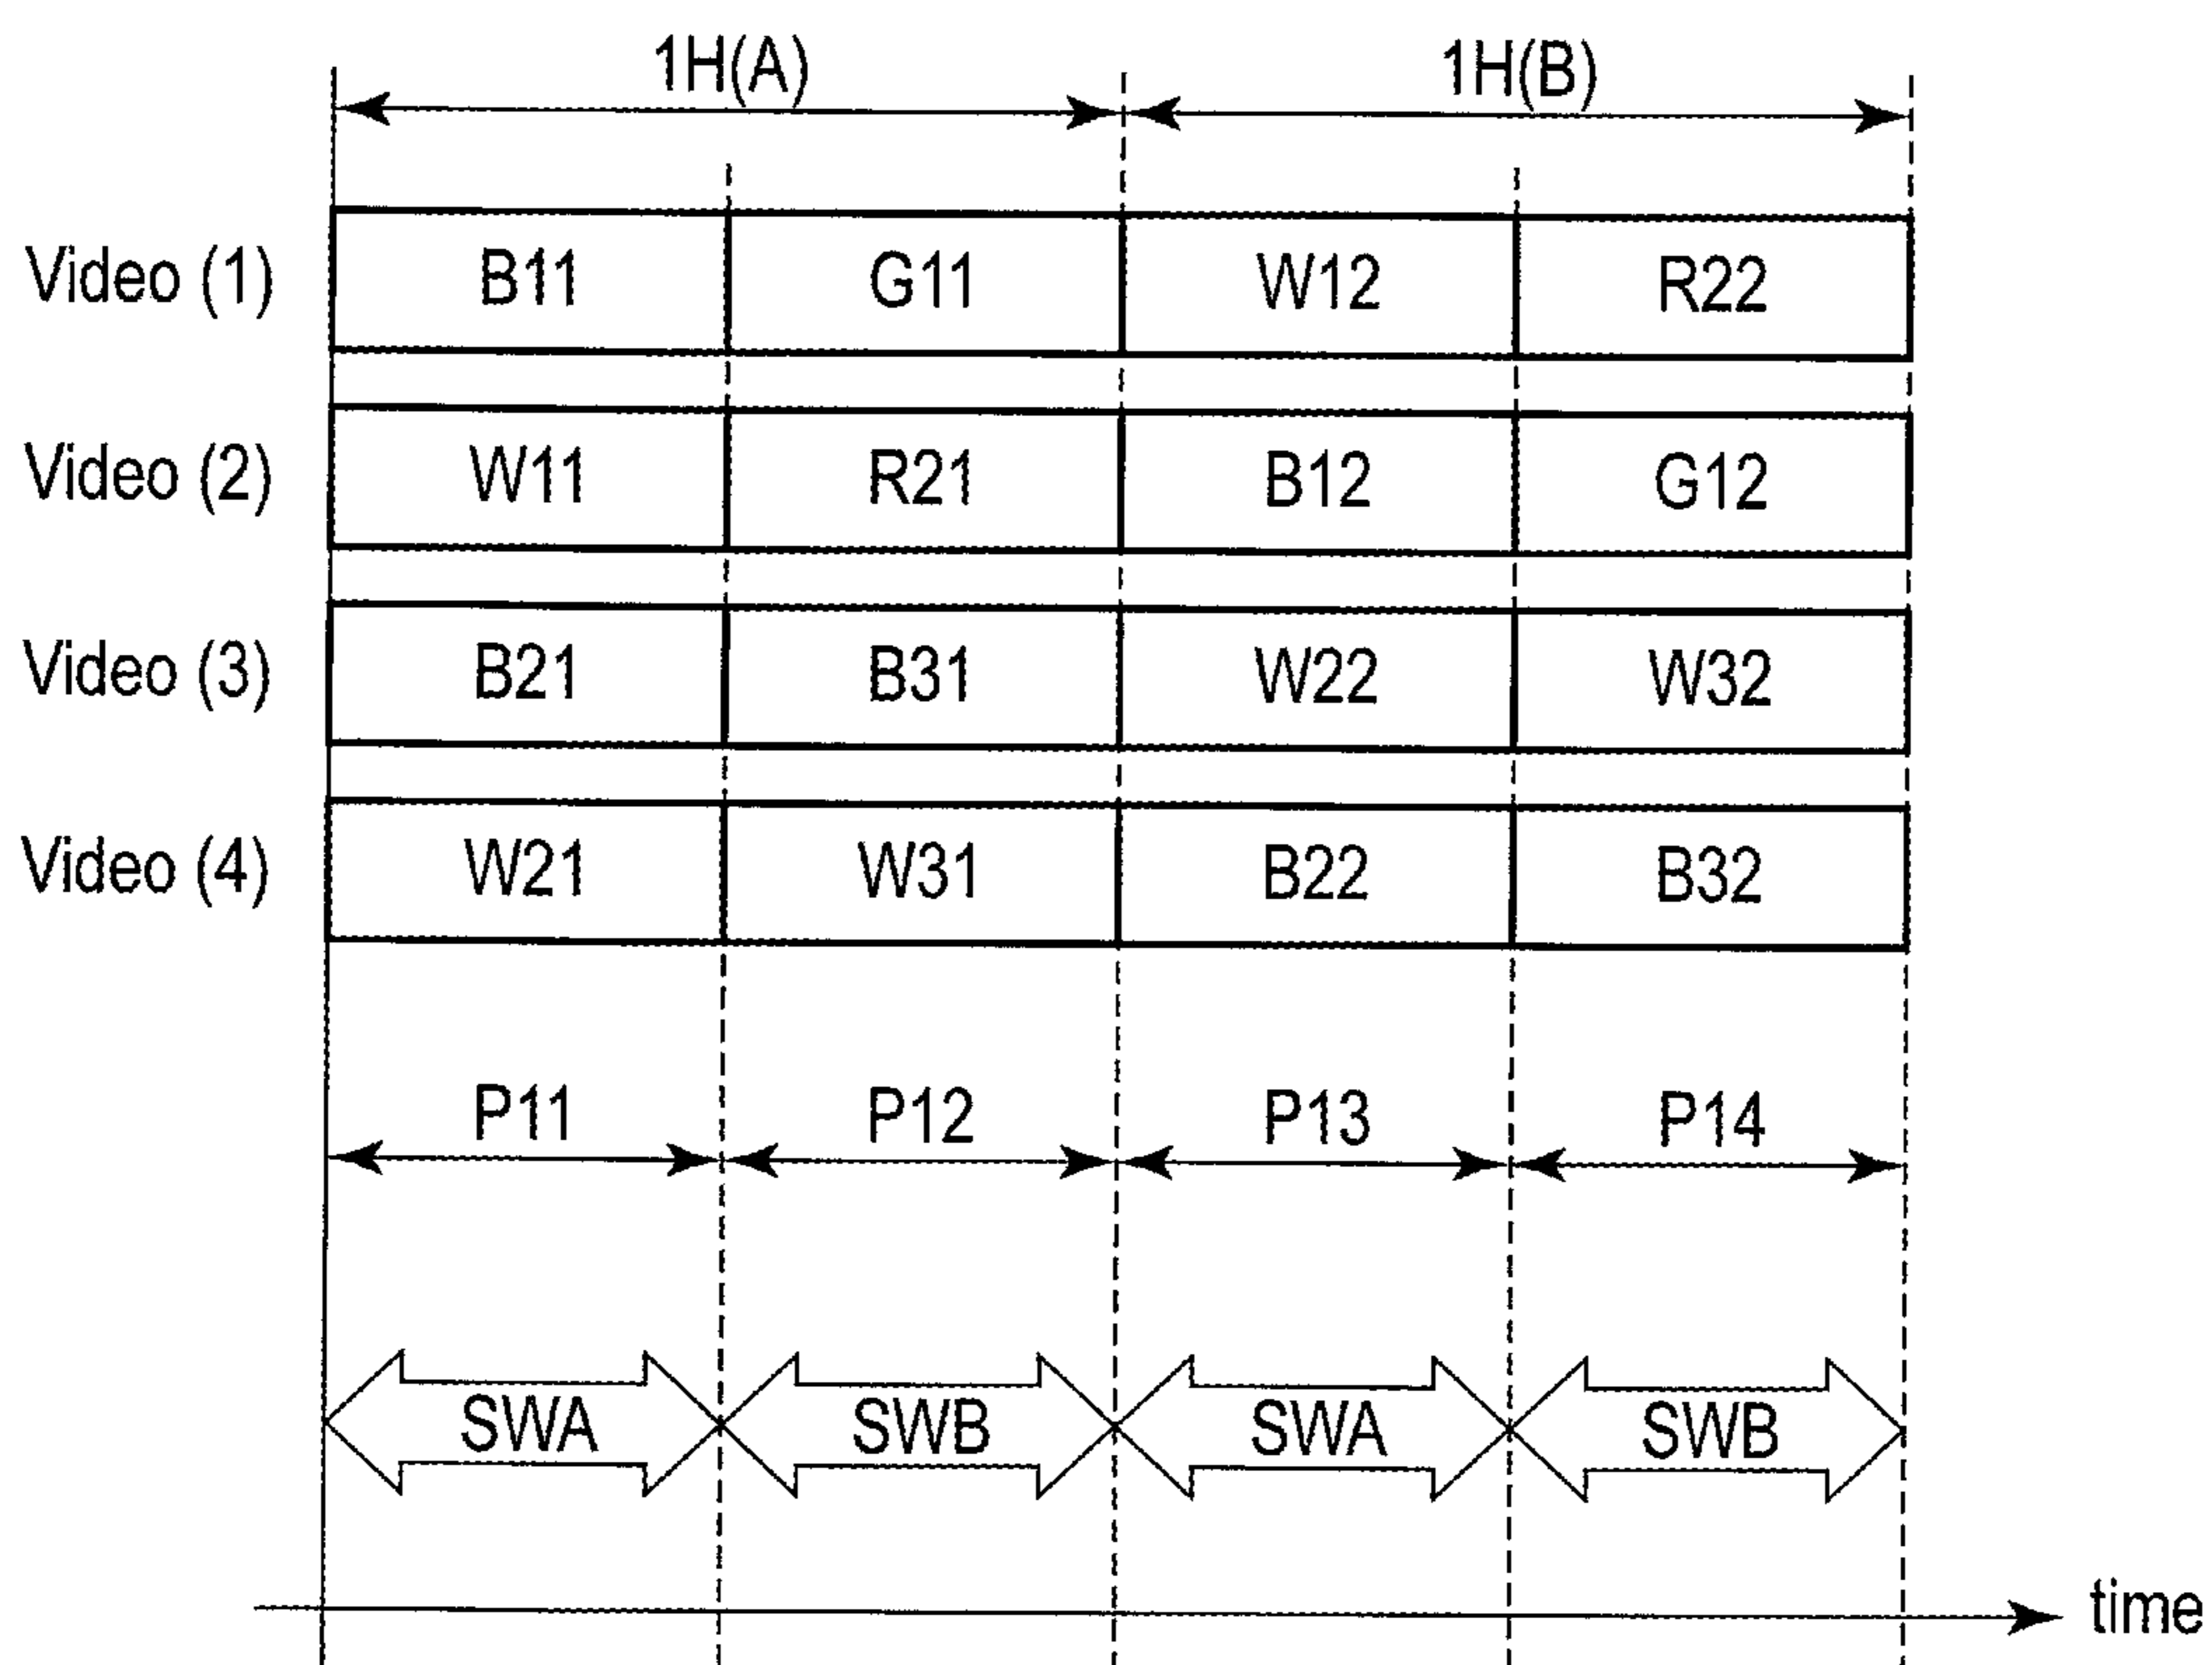 1H(A) 1H(B)
Video (1) B11 G11 W12 R22
Video (2) W11 R21 B12 G12
Video (3) B21 B31 W22 W32
Video (4) W21 W31 B22 B32
P11 P12 P13 P14
SWA SWB SWA SWB
time